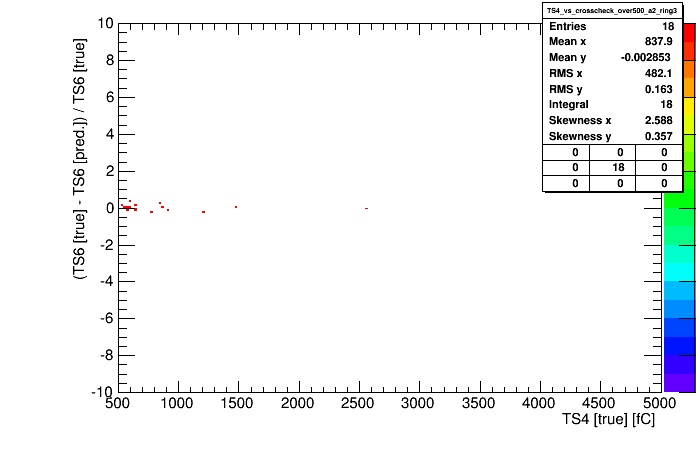 TS4_vs_crosscheck_over500_a2_ring3
Entries 18
Mean x 837.9
Mean y -0.002853
RMS x 482.1
RMS y 0.163
Integral 18
Skewness x 2.588
Skewness y 0.357
0 0 0
0 18 0
0 0 0
(TS6 [true] - TS6 [pred.]) / TS6 [true]
10
8
6
4
2
0
-2
-4
-6
-8
-10
500 1000 1500 2000 2500 3000 3500 4000 4500 5000
TS4 [true] [fC]